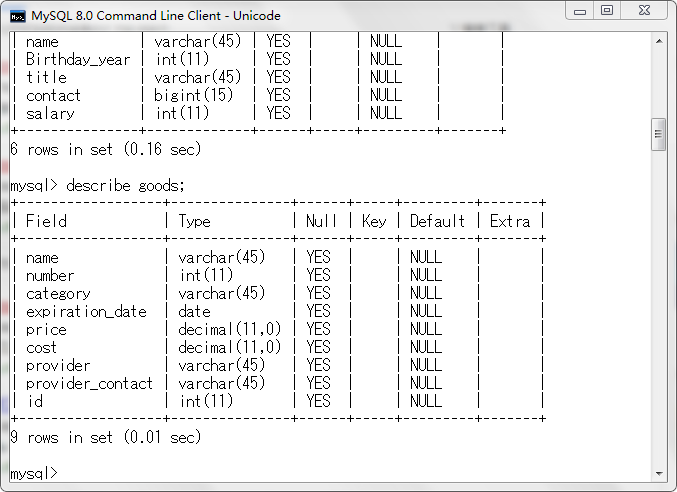 MySQL 8.0 Command Line Client - Unicode
| name | varchar(45) | YES | | NULL | |
| Birthday_year | int(11) | YES | | NULL | |
| title | varchar(45) | YES | | NULL | |
| contact | bigint(15) | YES | | NULL | |
| salary | int(11) | YES | | NULL | |
+---------------+-------------+------+-----+---------+-------+
6 rows in set (0.16 sec)
mysql> describe goods;
+------------------+---------------+------+-----+---------+-------+
| Field | Type | Null | Key | Default | Extra |
+------------------+---------------+------+-----+---------+-------+
| name | varchar(45) | YES | | NULL | |
| number | int(11) | YES | | NULL | |
| category | varchar(45) | YES | | NULL | |
| expiration_date | date | YES | | NULL | |
| price | decimal(11,0) | YES | | NULL | |
| cost | decimal(11,0) | YES | | NULL | |
| provider | varchar(45) | YES | | NULL | |
| provider_contact | varchar(45) | YES | | NULL | |
| id | int(11) | YES | | NULL | |
+------------------+---------------+------+-----+---------+-------+
9 rows in set (0.01 sec)
mysql>